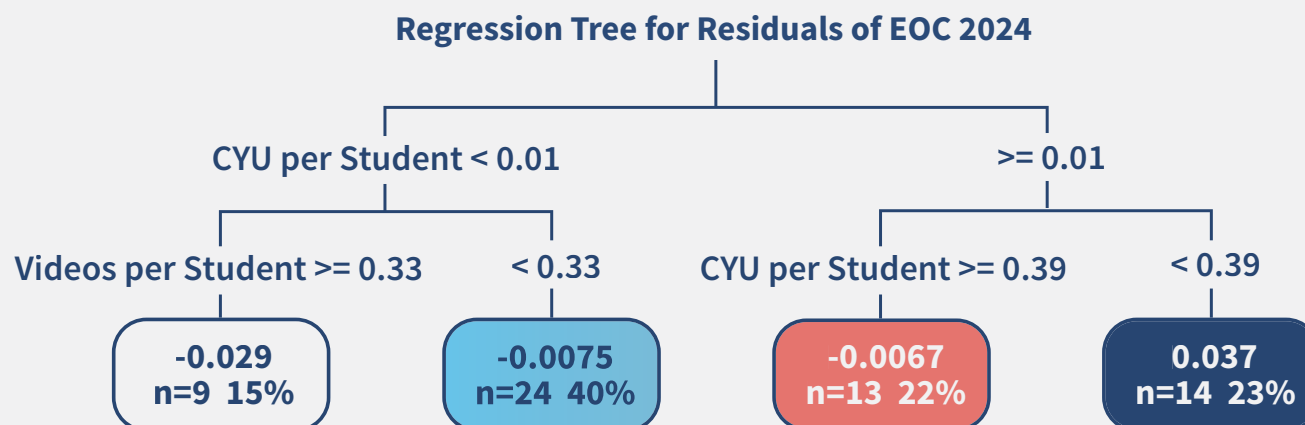 Regression Tree for Residuals of EOC 2024
CYU per Student < 0.01
>= 0.01
Videos per Student >= 0.33
< 0.33
CYU per Student >= 0.39
< 0.39
-0.029
n=9 15%
-0.0075
n=24 40%
-0.0067
n=13 22%
0.037
n=14 23%